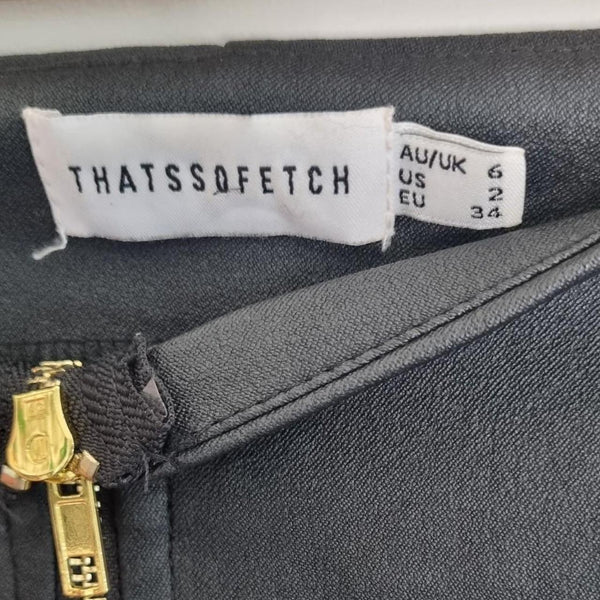 THATSSOFETCH
AU/UK 6
US 2
EU 34